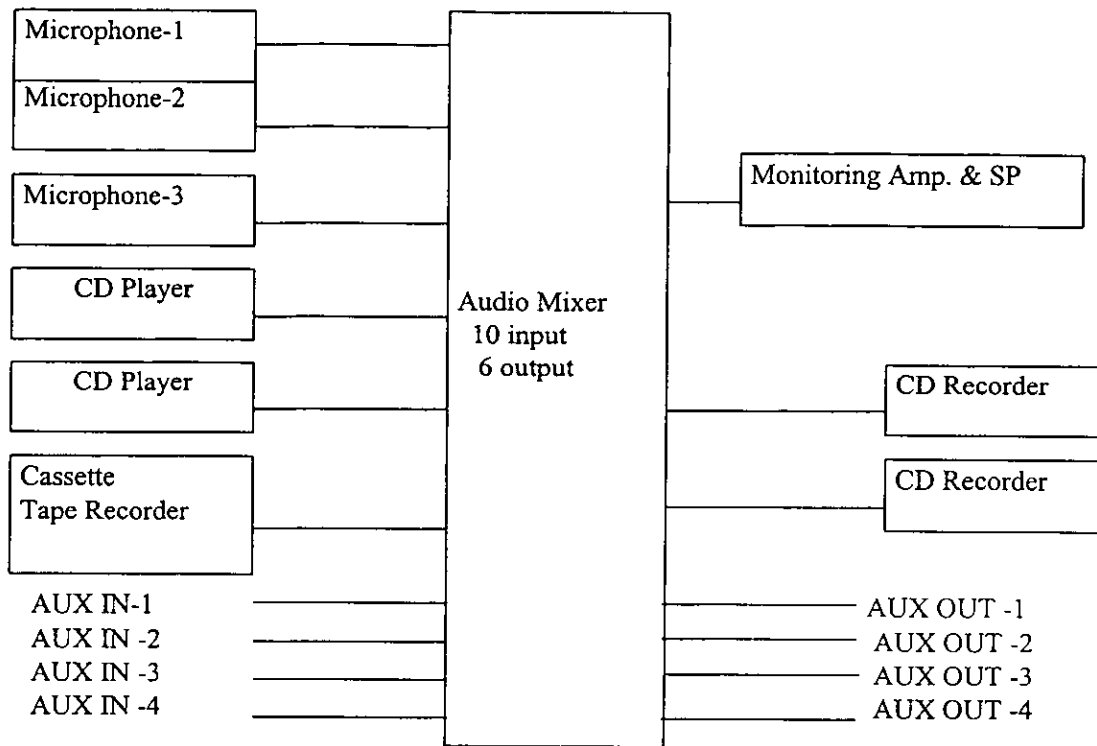 Microphone-1
Microphone-2
Microphone-3
CD Player
CD Player
Cassette
Tape Recorder
AUX IN-1
AUX IN -2
AUX IN -3
AUX IN -4
Audio Mixer
10 input
6 output
Monitoring Amp. & SP
CD Recorder
CD Recorder
AUX OUT -1
AUX OUT -2
AUX OUT -3
AUX OUT -4